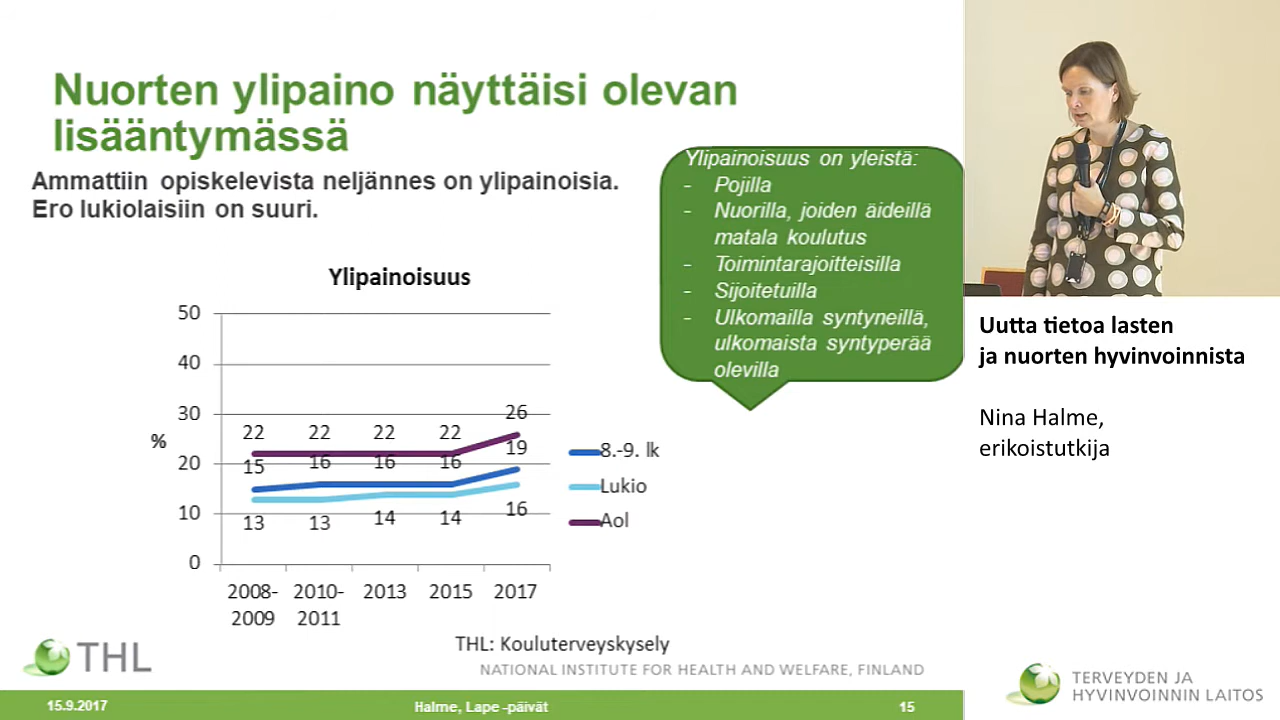 Nuorten ylipaino näyttäisi olevan
lisääntymässä
Ammattiin opiskelevista neljännes on ylipainoisia.
Ero lukiolaisiin on suuri.
Ylipainoisuus on yleistä:
- Pojilla
- Nuorilla, joiden äideillä
matala koulutus
- Toimintarajoitteisilla
- Sijoitetuilla
- Ulkomailla syntyneillä,
ulkomaista syntyperää
olevilla
Ylipainoisuus
50
40
30
20
10
0
%
22 22 22 22 26
15 16 16 16 19
13 13 14 14 16
2008-
2009
2010-
2011
2013
2015
2017
8.-9. lk
Lukio
Aol
THL: Kouluterveyskysely
THL
NATIONAL INSTITUTE FOR HEALTH AND WELFARE, FINLAND
15.9.2017
Halme, Lape -päivät
15
Uutta tietoa lasten
ja nuorten hyvinvoinnista
Nina Halme,
erikoistutkija
TERVEYDEN JA
HYVINVOINNIN LAITOS